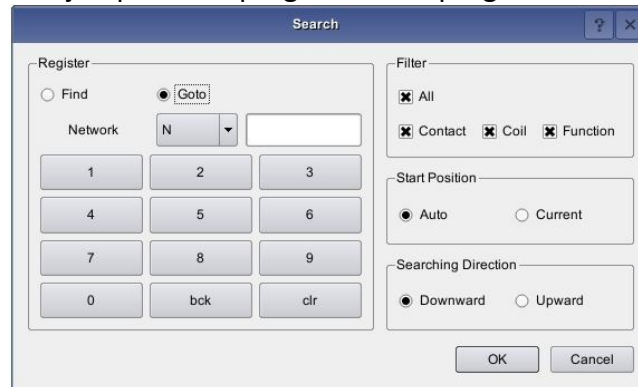 Search
Register
Find Goto
Network N
1 2 3
4 5 6
7 8 9
0 bck clr
Filter
All
Contact Coil Function
Start Position
Auto Current
Searching Direction
Downward Upward
OK Cancel